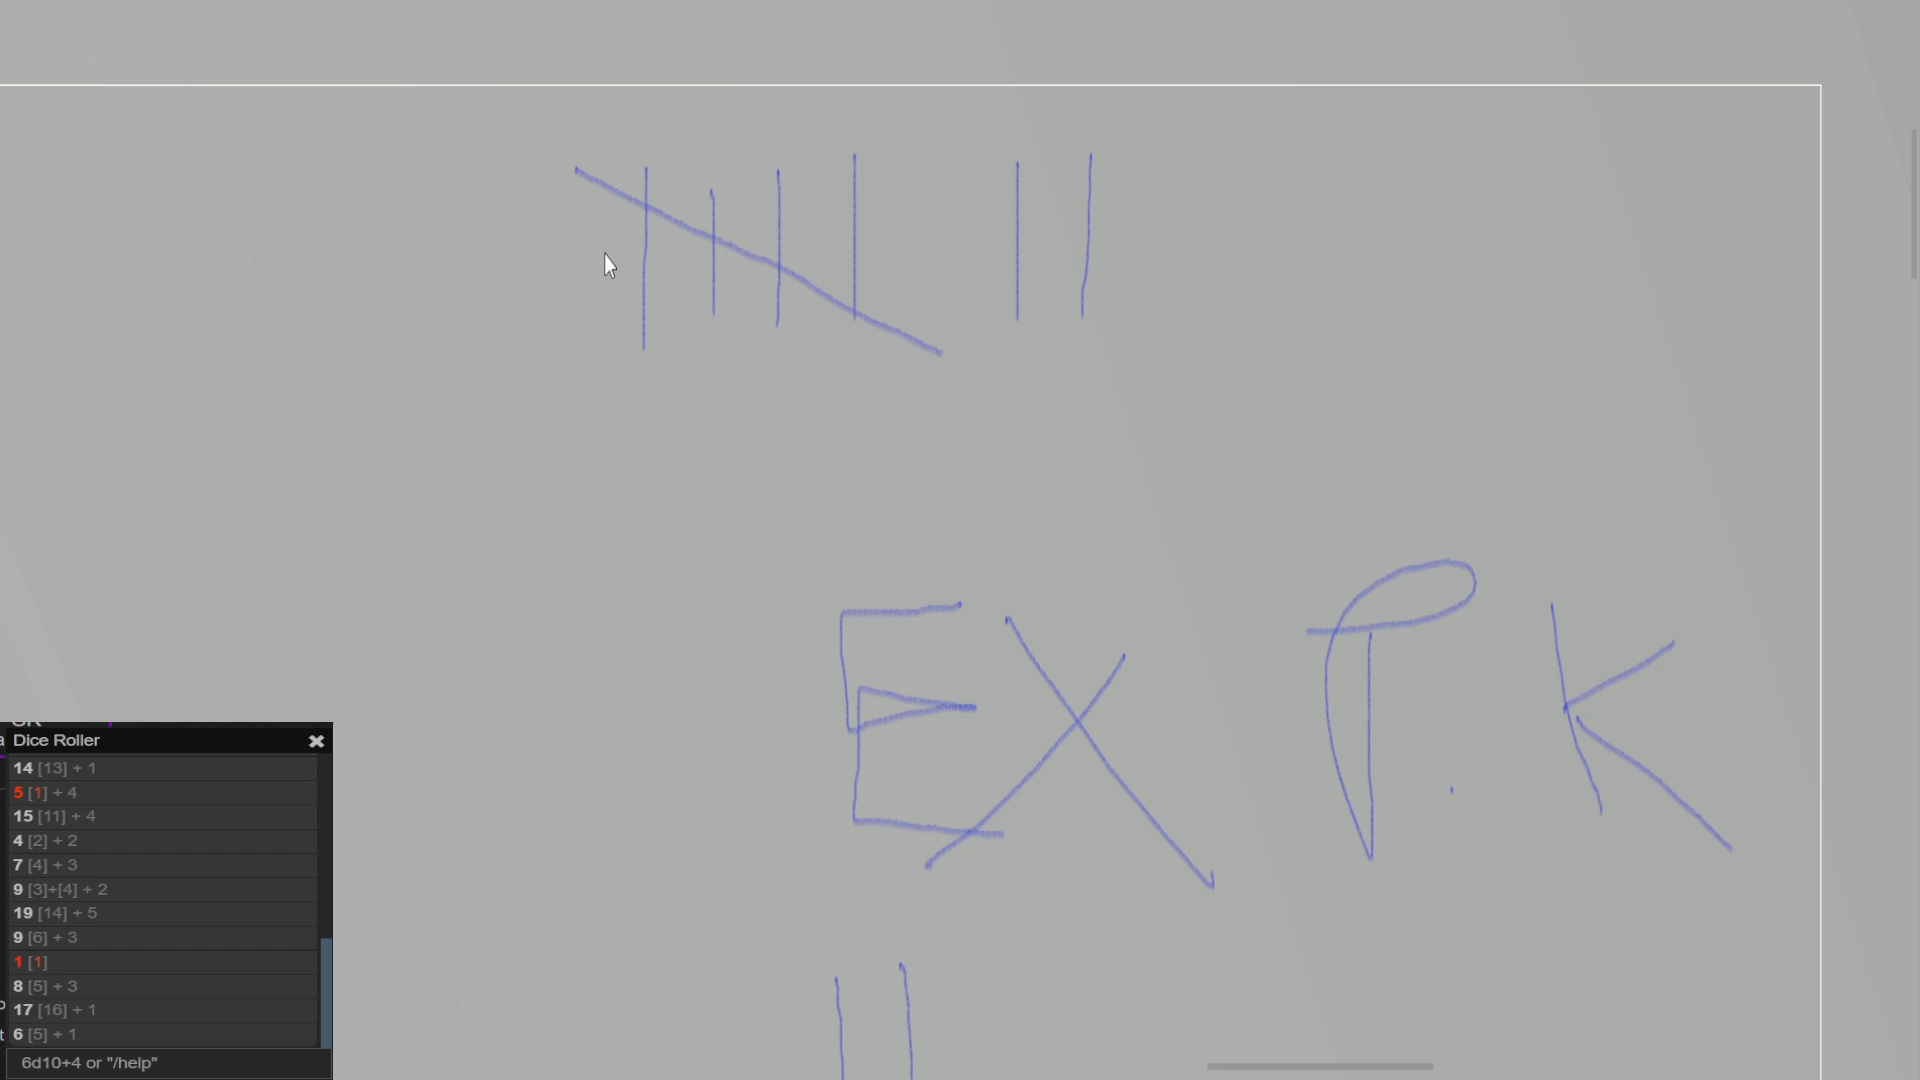 EX P.K
Dice Roller
14 [13] + 1
5 [1] + 4
15 [11] + 4
4 [2] + 2
7 [4] + 3
9 [3]+[4] + 2
19 [14] + 5
9 [6] + 3
1 [1]
8 [5] + 3
17 [16] + 1
6 [5] + 1
6d10+4 or "/help"